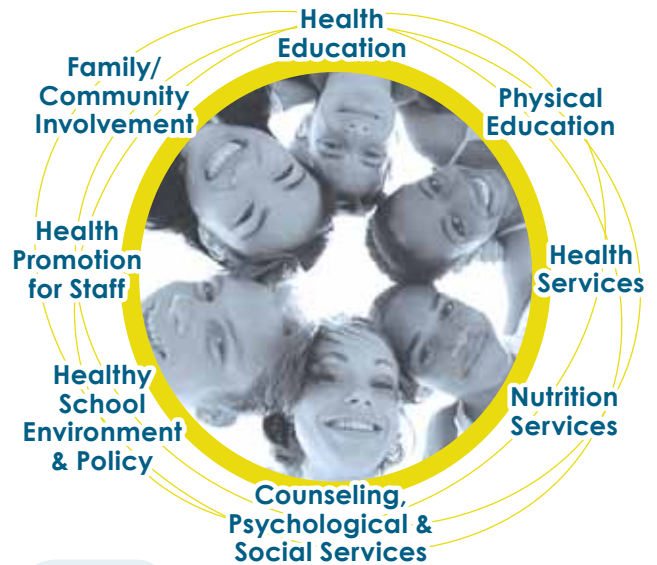 Health
Education
Physical
Education
Health
Services
Nutrition
Services
Counseling,
Psychological &
Social Services
Healthy
School
Environment
& Policy
Health
Promotion
for Staff
Family/
Community
Involvement